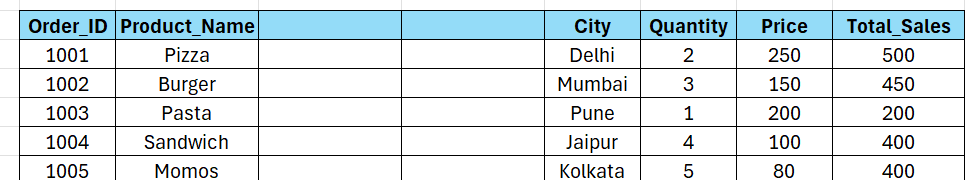 Order_ID Product_Name City Quantity Price Total_Sales
1001 Pizza Delhi 2 250 500
1002 Burger Mumbai 3 150 450
1003 Pasta Pune 1 200 200
1004 Sandwich Jaipur 4 100 400
1005 Momos Kolkata 5 80 400